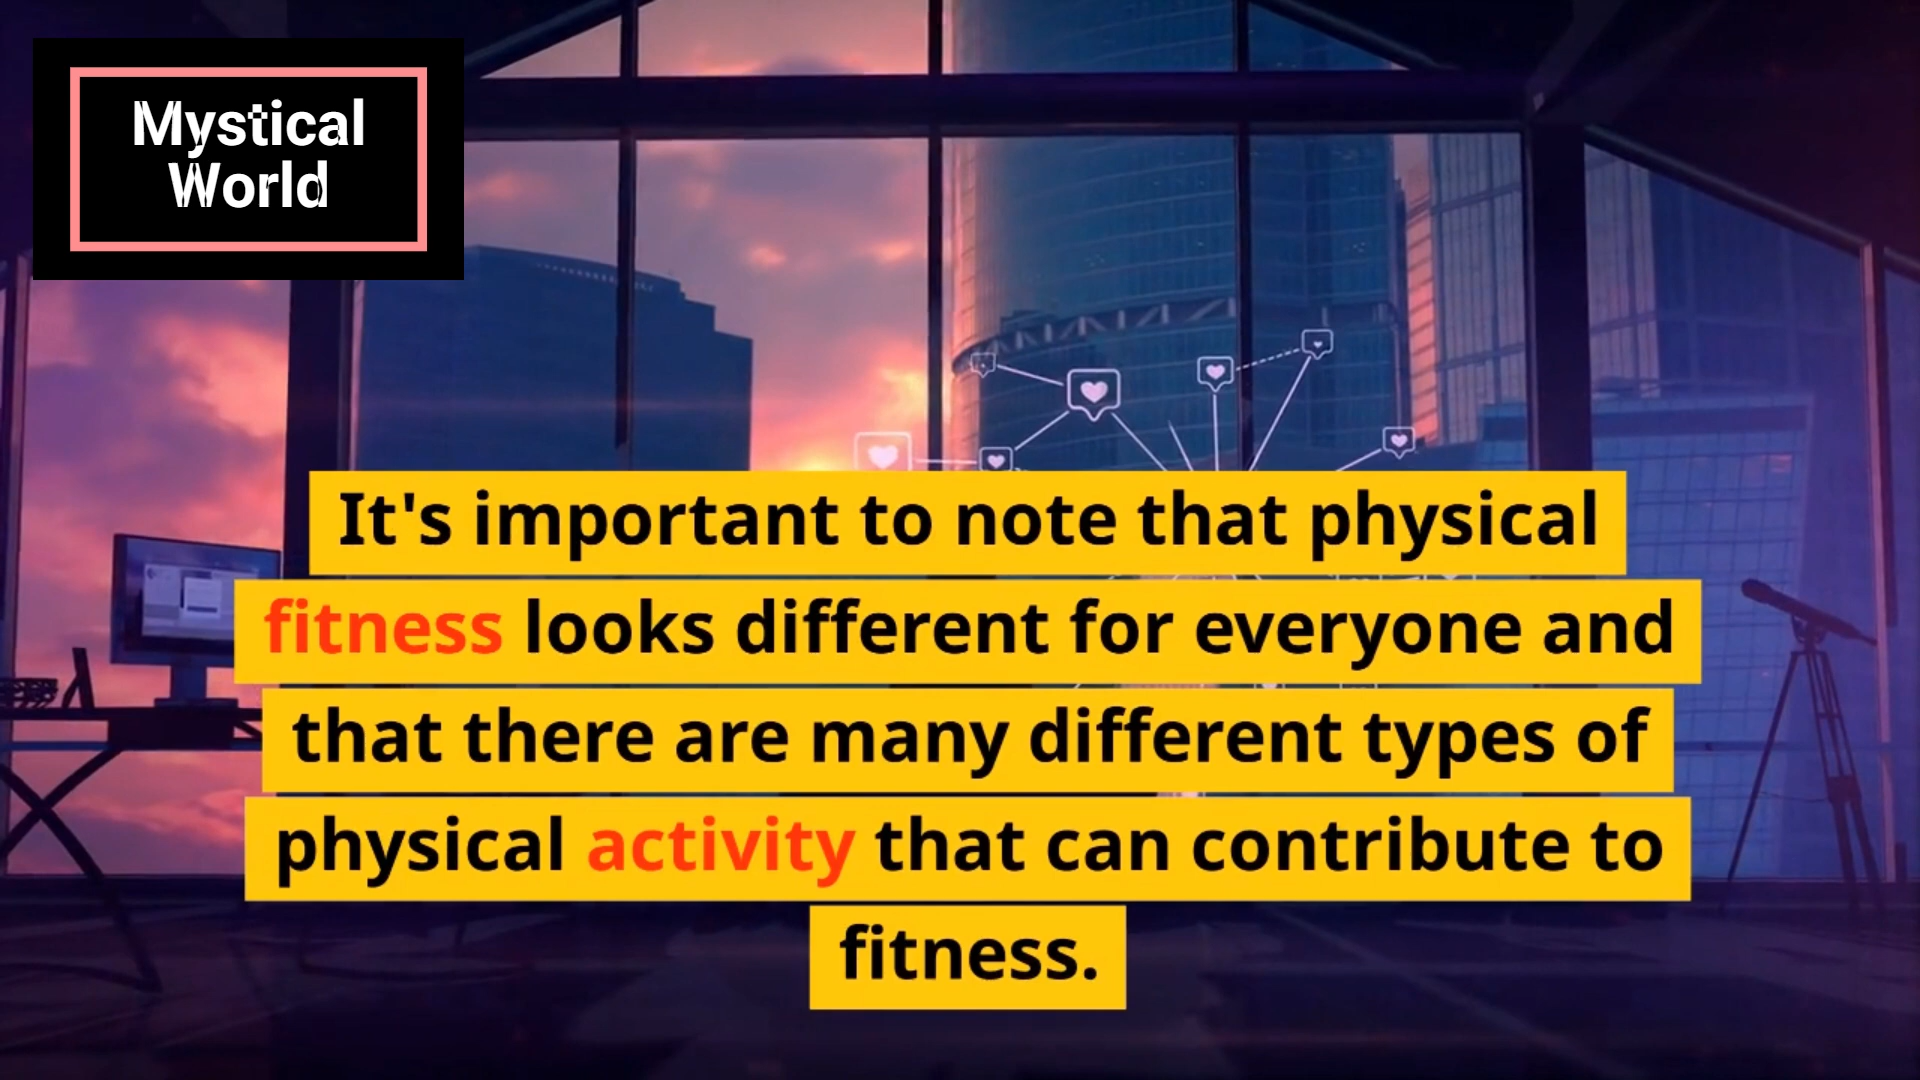 Mystical
World
It's important to note that physical
fitness looks different for everyone and
that there are many different types of
physical activity that can contribute to
fitness.